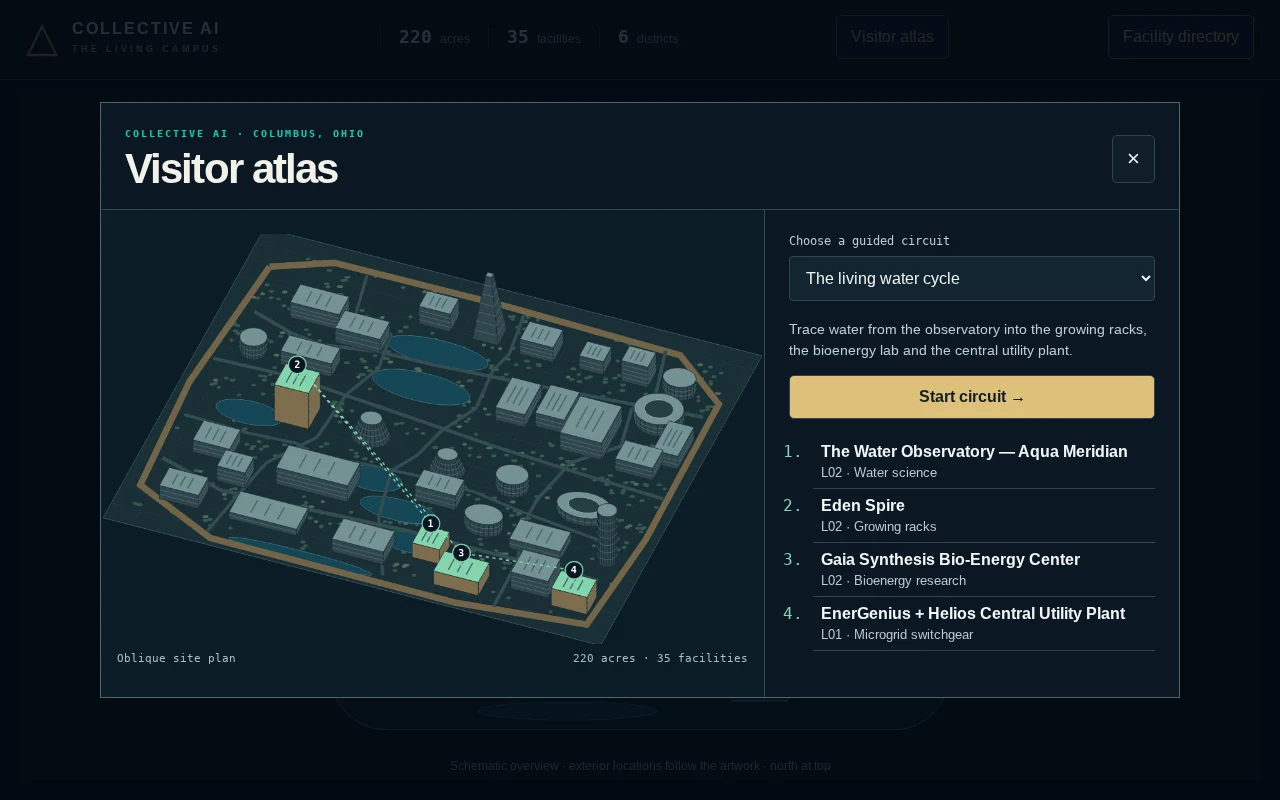 COLLECTIVE AI
THE LIVING CAMPUS
220 acres
35 facilities
6 districts
Visitor atlas
Facility directory
COLLECTIVE AI · COLUMBUS, OHIO
Visitor atlas
×
2
1
3
4
Oblique site plan
220 acres · 35 facilities
Choose a guided circuit
The living water cycle
Trace water from the observatory into the growing racks,
the bioenergy lab and the central utility plant.
Start circuit →
1. The Water Observatory — Aqua Meridian
L02 · Water science
2. Eden Spire
L02 · Growing racks
3. Gaia Synthesis Bio-Energy Center
L02 · Bioenergy research
4. EnerGenius + Helios Central Utility Plant
L01 · Microgrid switchgear
Schematic overview · exterior locations follow the artwork · north at top